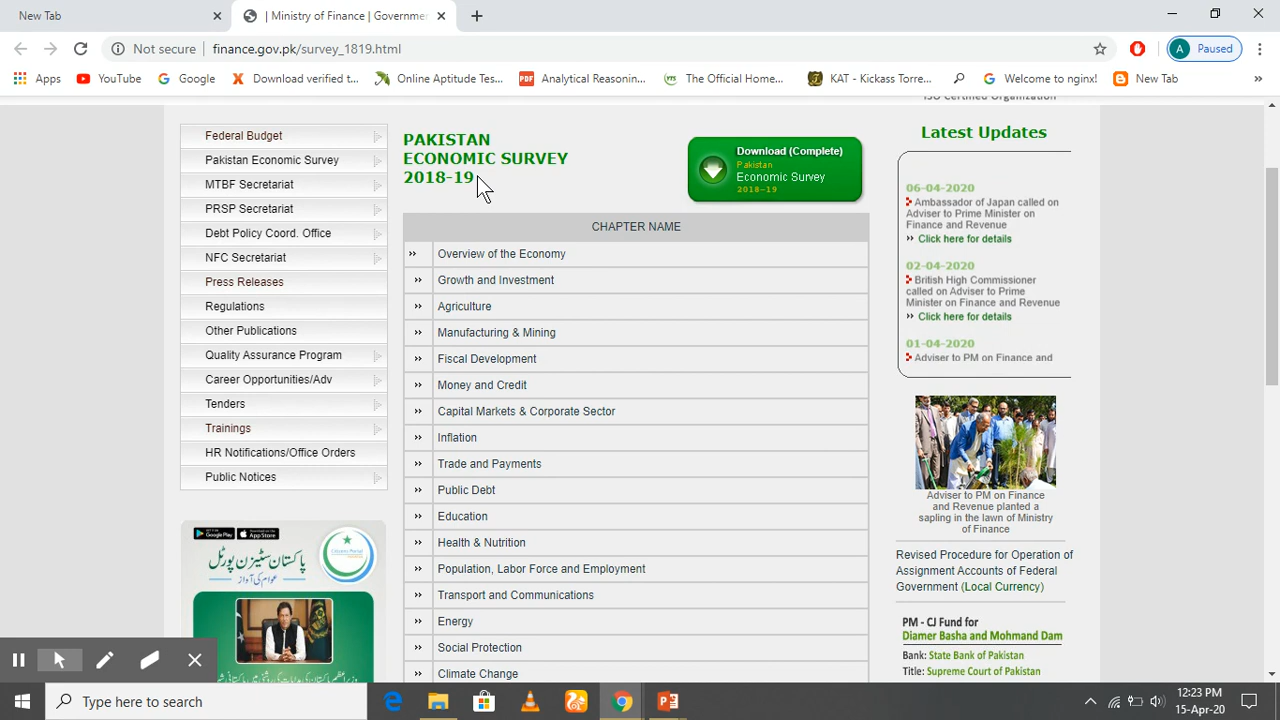 New Tab
| Ministry of Finance | Governme
Not secure
finance.gov.pk/survey_1819.html
A
Paused
Apps
YouTube
Google
Download verified t...
Online Aptitude Tes...
PDF
Analytical Reasonin...
The Official Home...
KAT - Kickass Torre...
Welcome to nginx!
New Tab
Federal Budget
Pakistan Economic Survey
MTBF Secretariat
PRSP Secretariat
Debt Policy Coord. Office
NFC Secretariat
Press Releases
Regulations
Other Publications
Quality Assurance Program
Career Opportunities/Adv
Tenders
Trainings
HR Notifications/Office Orders
Public Notices
Google Play
App Store
پاکستان سٹیزن پورٹل
عوام کی آواز
PAKISTAN
ECONOMIC SURVEY
2018-19
Download (Complete)
Pakistan
Economic Survey
2018-19
CHAPTER NAME
Overview of the Economy
Growth and Investment
Agriculture
Manufacturing & Mining
Fiscal Development
Money and Credit
Capital Markets & Corporate Sector
Inflation
Trade and Payments
Public Debt
Education
Health & Nutrition
Population, Labor Force and Employment
Transport and Communications
Energy
Social Protection
Climate Change
ISO Certified Organization
Latest Updates
06-04-2020
Ambassador of Japan called on
Adviser to Prime Minister on
Finance and Revenue
Click here for details
02-04-2020
British High Commissioner
called on Adviser to Prime
Minister on Finance and Revenue
Click here for details
01-04-2020
Adviser to PM on Finance and
Adviser to PM on Finance
and Revenue planted a
sapling in the lawn of Ministry
of Finance
Revised Procedure for Operation of
Assignment Accounts of Federal
Government (Local Currency)
PM - CJ Fund for
Diamer Basha and Mohmand Dam
Bank: State Bank of Pakistan
Title: Supreme Court of Pakistan
Type here to search
12:23 PM
15-Apr-20